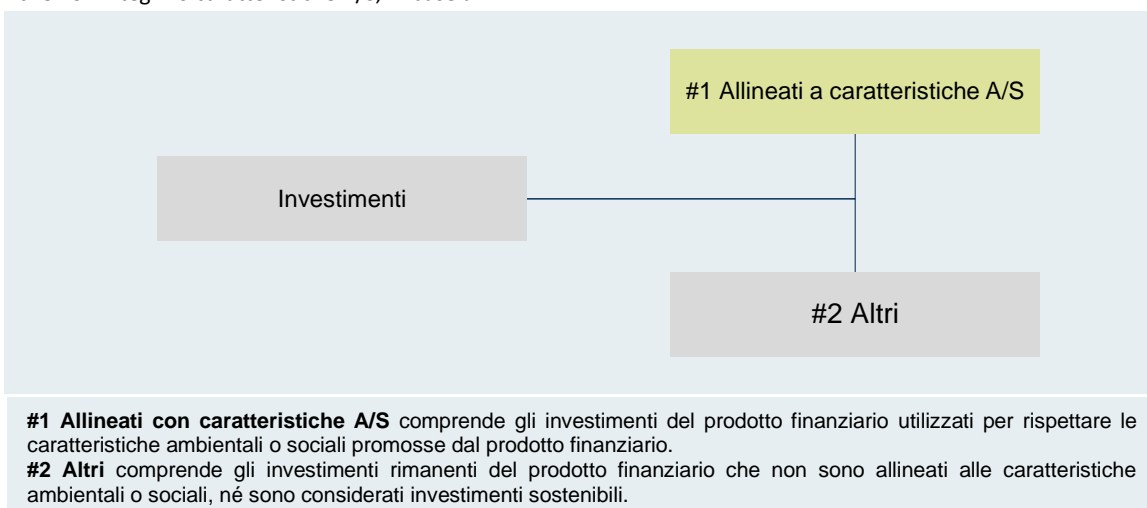 #1 Allineati a caratteristiche A/S
Investimenti
#2 Altri
#1 Allineati con caratteristiche A/S comprende gli investimenti del prodotto finanziario utilizzati per rispettare le
caratteristiche ambientali o sociali promosse dal prodotto finanziario.
#2 Altri comprende gli investimenti rimanenti del prodotto finanziario che non sono allineati alle caratteristiche
ambientali o sociali, né sono considerati investimenti sostenibili.